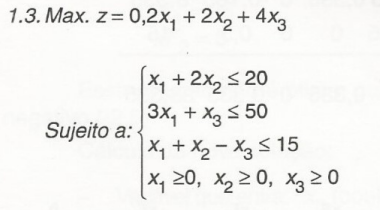 1.3. Max. z = 0,2x₁ + 2x₂ + 4x₃
Sujeito a:
x₁ + 2x₂ ≤ 20
3x₁ + x₃ ≤ 50
x₁ + x₂ – x₃ ≤ 15
x₁ ≥0, x₂ ≥ 0, x₃ ≥ 0